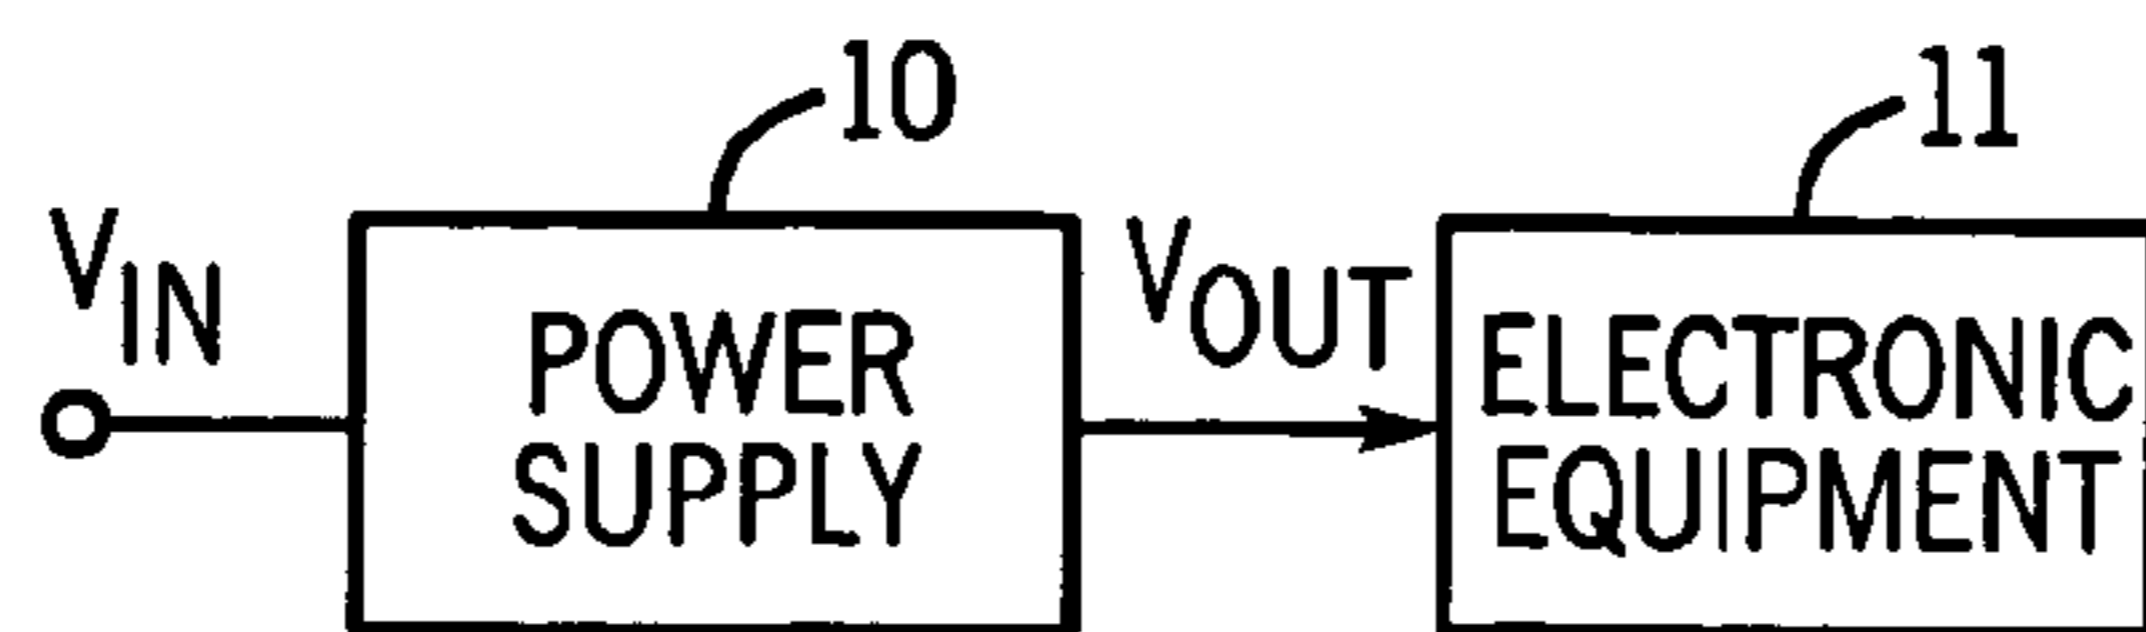 10
11
VIN
POWER
SUPPLY
VOUT
ELECTRONIC
EQUIPMENT